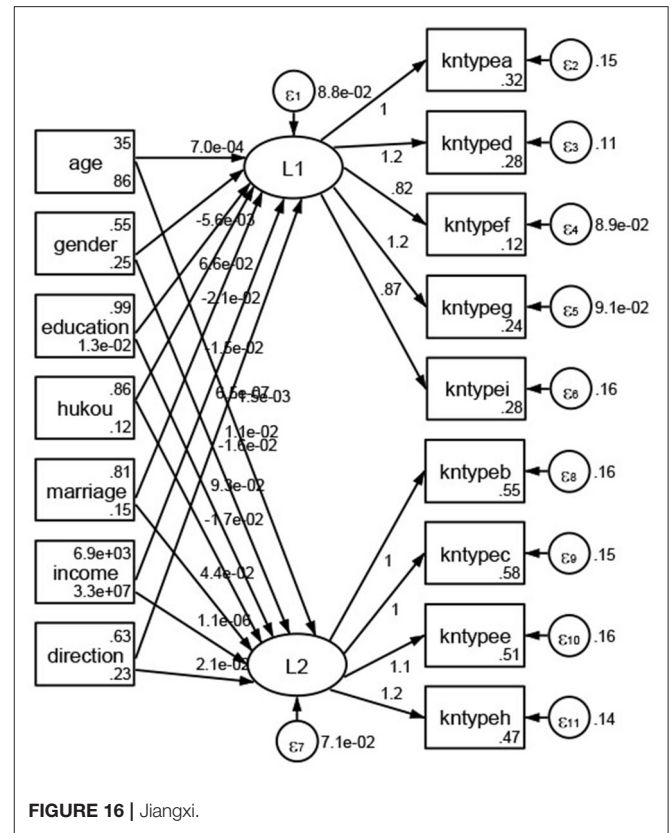 ε1
8.8e-02
kntypea
.32
ε2
.15
1
age
35
86
7.0e-04
L1
kntyped
.28
ε3
.11
1.2
gender
.55
.25
-5.6e-03
kntypef
.12
ε4
8.9e-02
.82
education
.99
1.3e-02
6.6e-02
-2.1e-02
kntypeg
.24
ε5
9.1e-02
1.2
.87
hukou
.86
.12
-1.5e-02
6.5e-07
kntypei
.28
ε6
.16
1.1e-02
-1.6e-02
marriage
.81
.15
9.3e-02
-1.7e-02
kntypeb
.55
ε8
.16
1
income
6.9e+03
3.3e+07
4.4e-02
kntypec
.58
ε9
.15
1
1.1e-06
direction
.63
.23
2.1e-02
L2
kntypee
.51
ε10
.16
1.1
kntypeh
.47
ε11
.14
1.2
ε7
7.1e-02
FIGURE 16 | Jiangxi.